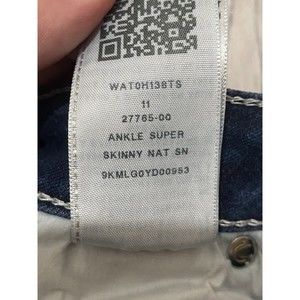 WAT0H138TS
11
27765-00
ANKLE SUPER
SKINNY NAT SN
9KMLG0YD00953